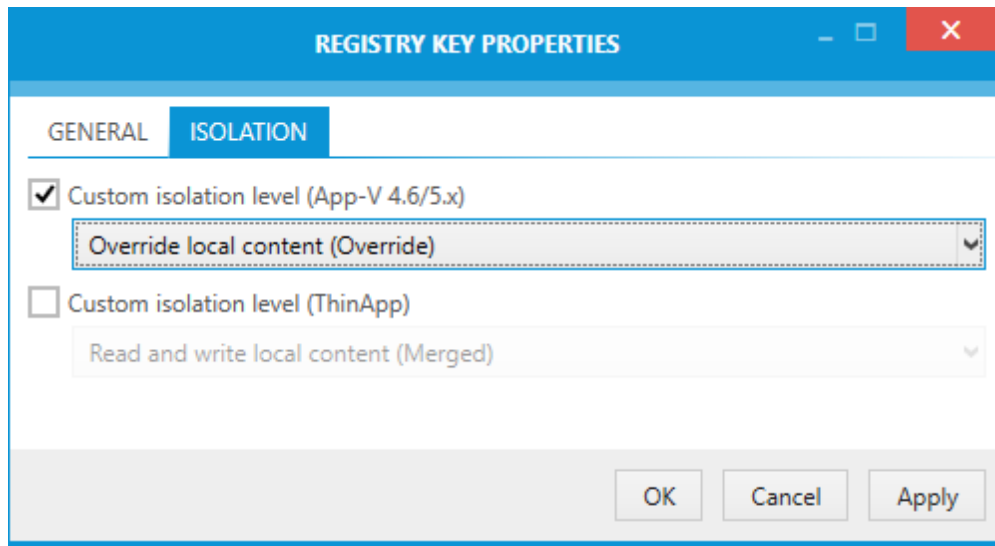 REGISTRY KEY PROPERTIES
GENERAL ISOLATION
Custom isolation level (App-V 4.6/5.x)
Override local content (Override)
Custom isolation level (ThinApp)
Read and write local content (Merged)
OK Cancel Apply